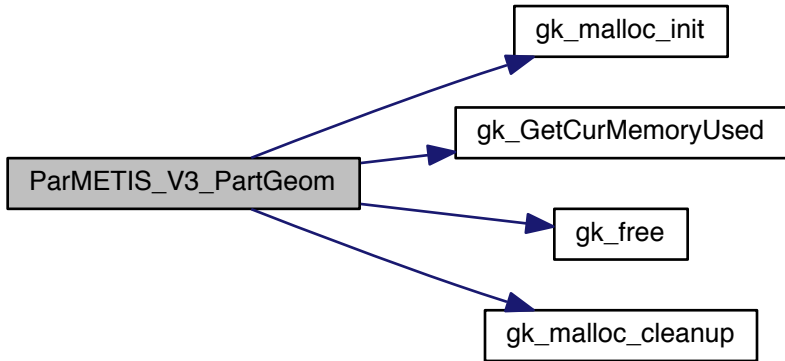 gk_malloc_init
gk_GetCurMemoryUsed
ParMETIS_V3_PartGeom
gk_free
gk_malloc_cleanup